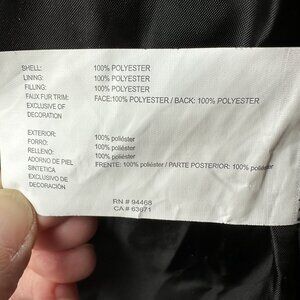 SHELL: 100% POLYESTER
LINING: 100% POLYESTER
FILLING: 100% POLYESTER
FAUX FUR TRIM: FACE:100% POLYESTER / BACK: 100% POLYESTER
EXCLUSIVE OF
DECORATION
EXTERIOR: 100% poliéster
FORRO: 100% poliéster
RELLENO: 100% poliéster
ADORNO DE PIEL FRENTE: 100% poliéster / PARTE POSTERIOR: 100% poliéster
SINTETICA
EXCLUSIVO DE
DECORACIÓN
RN # 94468
CA # 63671